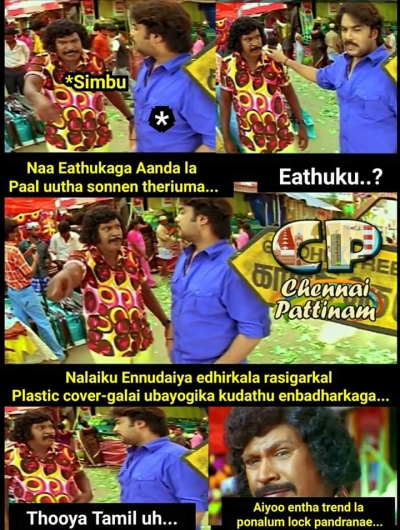 *Simbu
*
Naa Eathukaga Aanda la
Paal uutha sonnen theriuma...
Eathuku..?
CP
Chennai
Pattinam
Nalaiku Ennudaiya edhirkala rasigarkal
Plastic cover-galai ubayogika kudathu enbadharkaga...
Thooya Tamil uh...
Aiyoo entha trend la
ponalum lock pandranae...